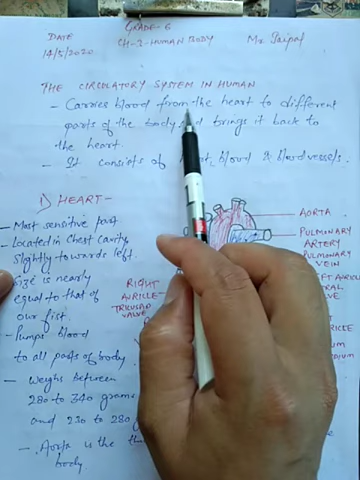 GRADE-6
DATE CH-2-HUMAN BODY Mr.
14/5/2020
THE CIRCULATORY SYSTEM IN HUMAN
- Carries blood from the heart to different
parts of the body and brings it back to
the heart.
- It consists of Heart, blood & blood vessels.
1) HEART-
- Most sensitive part.
- Located in Chest cavity
slightly towards left.
Size is nearly
equal to that of
our fist.
- Pumps blood
to all parts of body
- Weighs between
280 to 340 grams
and 230 to 280
- Aorta is the
body
AORTA
PULMONARY
ARTERY
PULMONARY
VEIN
RIGHT
AURICLE
TRICUSPID
VALVE